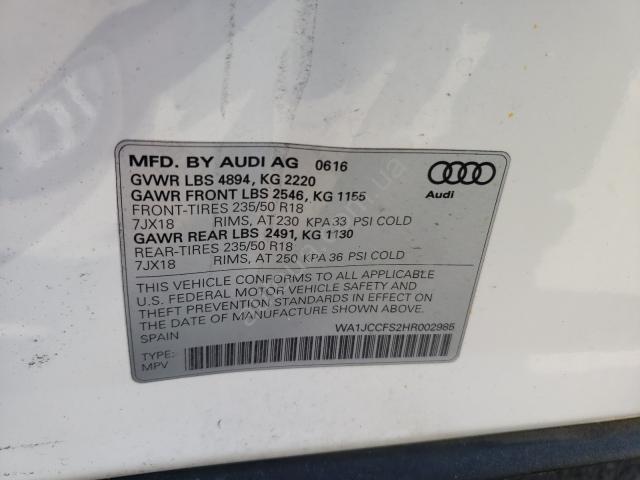 MFD. BY AUDI AG 0616
GVWR LBS 4894, KG 2220
GAWR FRONT LBS 2546, KG 1155
FRONT-TIRES 235/50 R18
7JX18 RIMS, AT 230 KPA 33 PSI COLD
GAWR REAR LBS 2491, KG 1130
REAR-TIRES 235/50 R18
7JX18 RIMS, AT 250 KPA 36 PSI COLD
Audi
THIS VEHICLE CONFORMS TO ALL APPLICABLE
U.S. FEDERAL MOTOR VEHICLE SAFETY AND
THEFT PREVENTION STANDARDS IN EFFECT ON
THE DATE OF MANUFACTURE SHOWN ABOVE.
SPAIN WA1JCCFS2HR002985
TYPE:
MPV